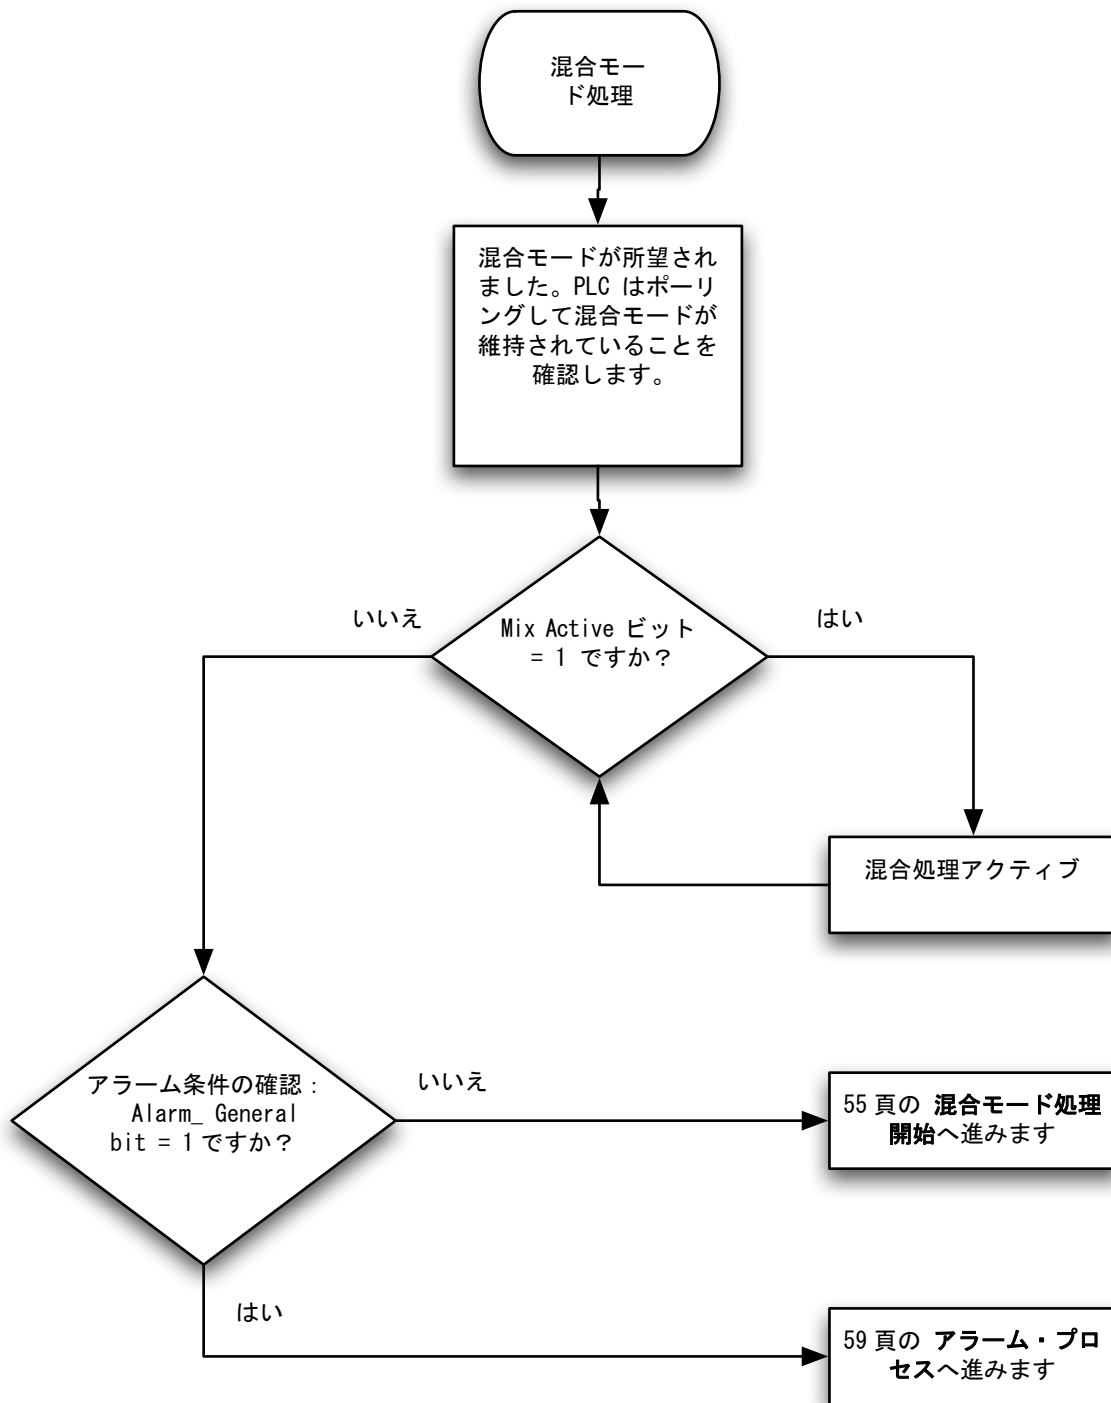 混合モー
ド処理
混合モードが所望され
ました。PLC はポーリ
ングして混合モードが
維持されていることを
確認します。
いいえ
Mix Active ビット
= 1 ですか？
はい
混合処理アクティブ
アラーム条件の確認：
Alarm_ General
bit = 1 ですか？
いいえ
55 頁の 混合モード処理
開始へ進みます
はい
59 頁の アラーム・プロ
セスへ進みます